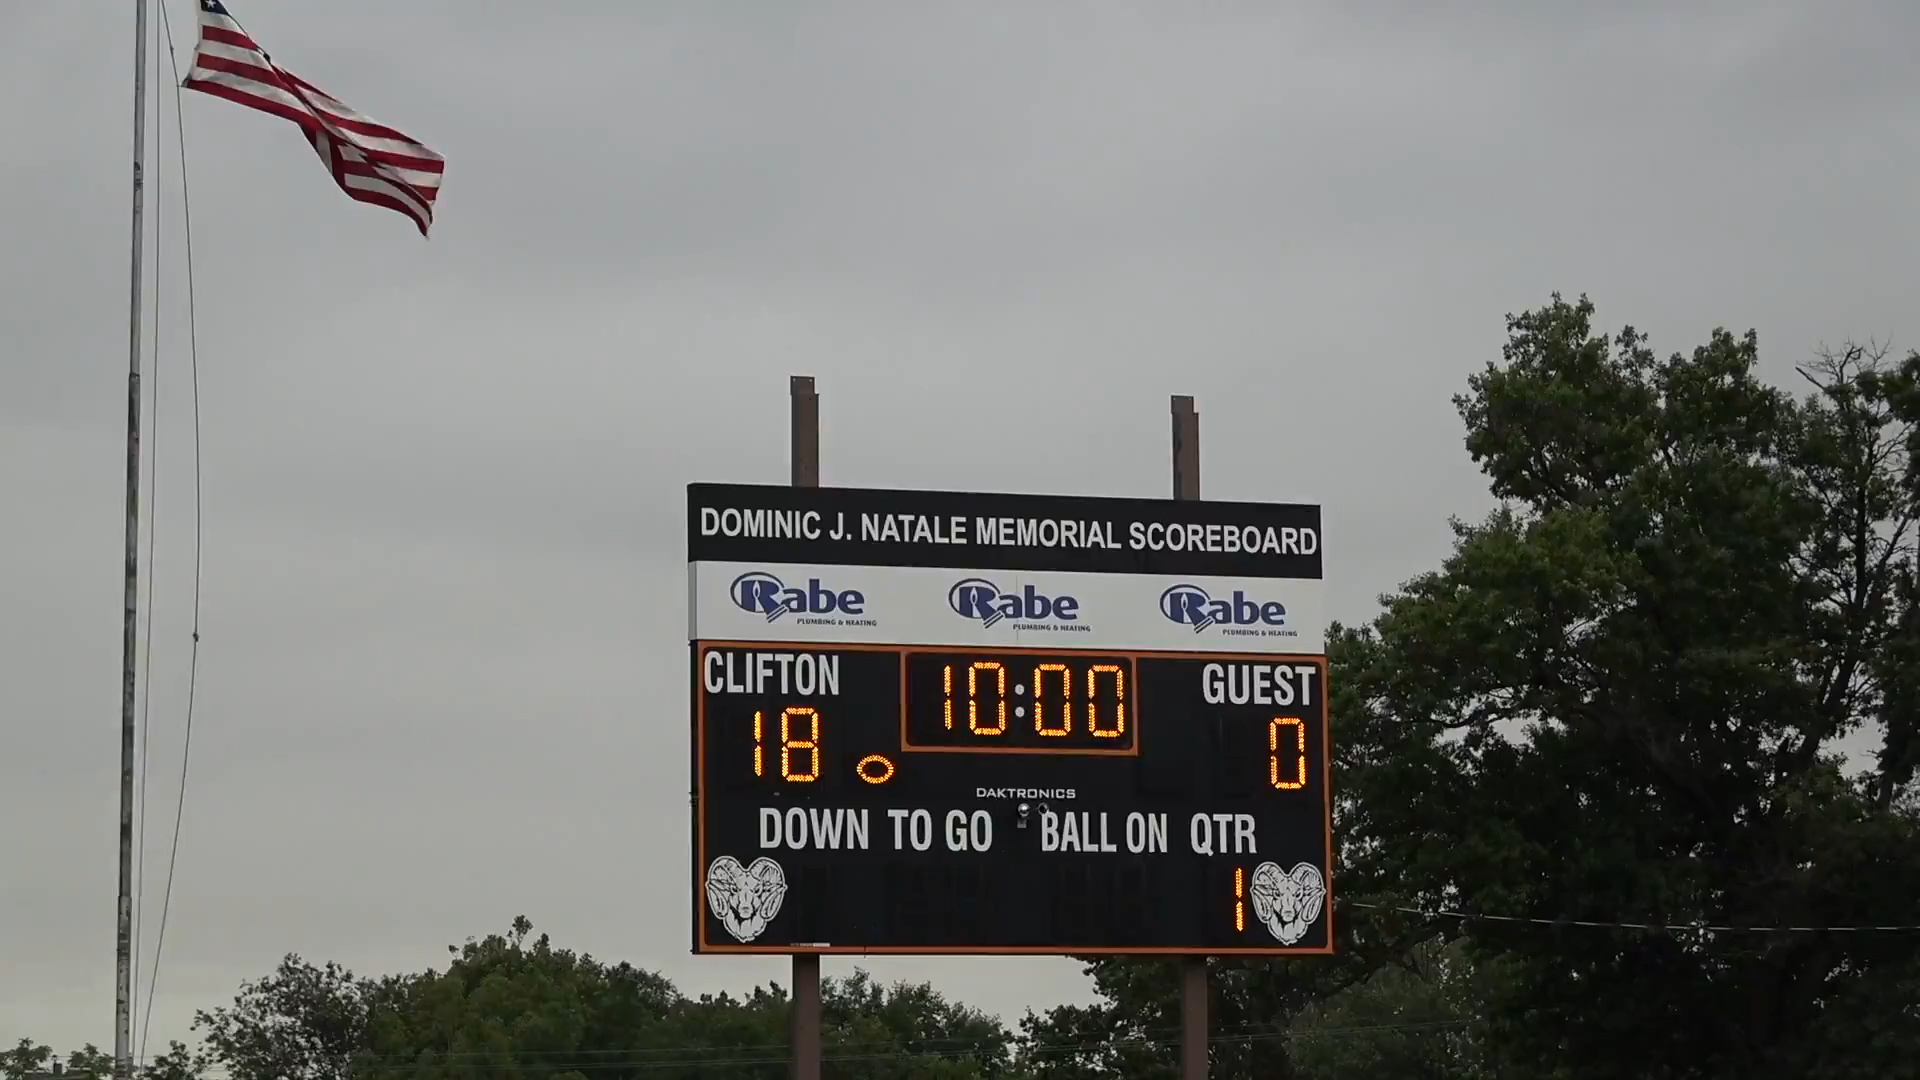 DOMINIC J. NATALE MEMORIAL SCOREBOARD
Rabe Rabe Rabe
PLUMBING & HEATING PLUMBING & HEATING PLUMBING & HEATING
CLIFTON 10:00 GUEST
18 0
DAKTRONICS
DOWN TO GO BALL ON QTR
1